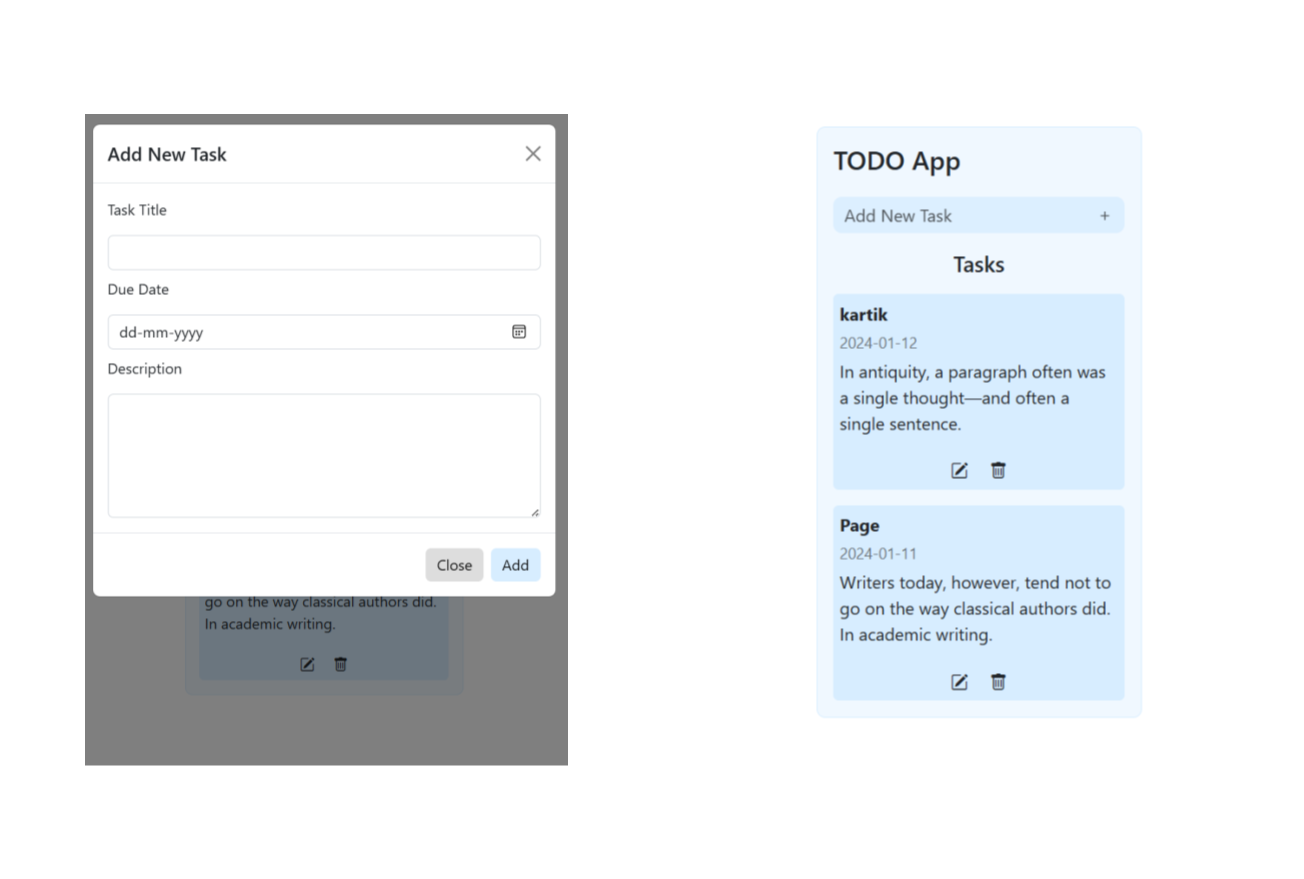 Add New Task
Task Title
Due Date
dd-mm-yyyy
Description
Close
Add
go on the way classical authors did.
In academic writing.
TODO App
Add New Task +
Tasks
kartik
2024-01-12
In antiquity, a paragraph often was
a single thought—and often a
single sentence.
Page
2024-01-11
Writers today, however, tend not to
go on the way classical authors did.
In academic writing.